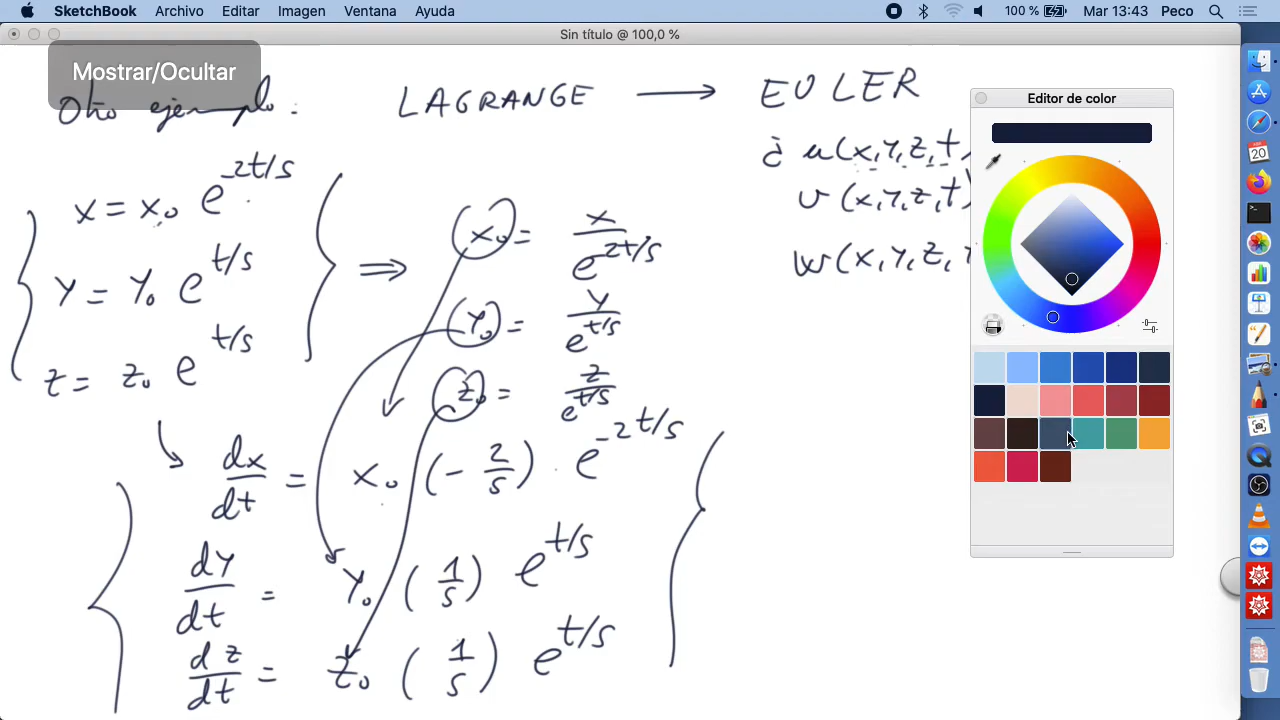 SketchBook Archivo Editar Imagen Ventana Ayuda 100 % Mar 13:43 Peco
Sin título @ 100,0 %
Mostrar/Ocultar
Otro ejemplo: LAGRANGE ⟶ EULER
Editor de color
¿ u(x,y,z,t)
v(x,y,z,t)
w(x,y,z,
x = x₀ e^{-2t/s}
y = y₀ e^{t/s}
z = z₀ e^{t/s}
⇒
x₀ = x/e^{-2t/s}
y₀ = y/e^{t/s}
z₀ = z/e^{t/s}
dx/dt = x₀ (-2/s) · e^{-2t/s}
dy/dt = y₀ (1/s) e^{t/s}
dz/dt = z₀ (1/s) e^{t/s}
20